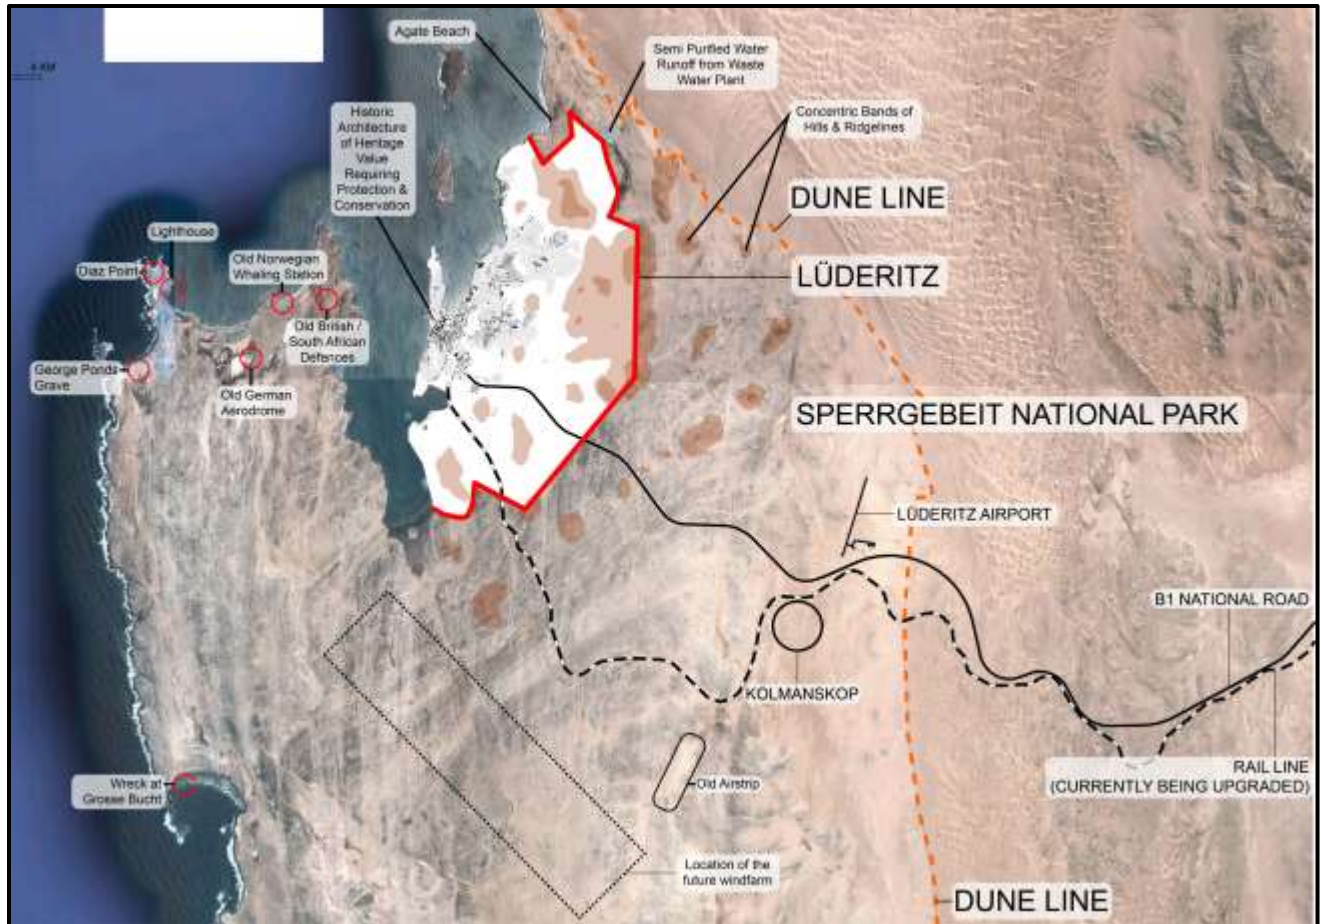 Agate Beach
Semi Purified Water
Runoff from Waste
Water Plant
4 KM
Historic
Architecture
of Heritage
Value
Requiring
Protection &
Conservation
Concentric Bands of
Hills & Ridgelines
DUNE LINE
Lighthouse
Diaz Point
Old Norwegian
Whaling Station
LÜDERITZ
Old British /
South African
Defences
George Ponds
Grave
Old German
Aerodrome
SPERRGEBEIT NATIONAL PARK
LÜDERITZ AIRPORT
B1 NATIONAL ROAD
KOLMANSKOP
RAIL LINE
(CURRENTLY BEING UPGRADED)
Wreck at
Grosse Bucht
Old Airstrip
Location of the
future windfarm
DUNE LINE